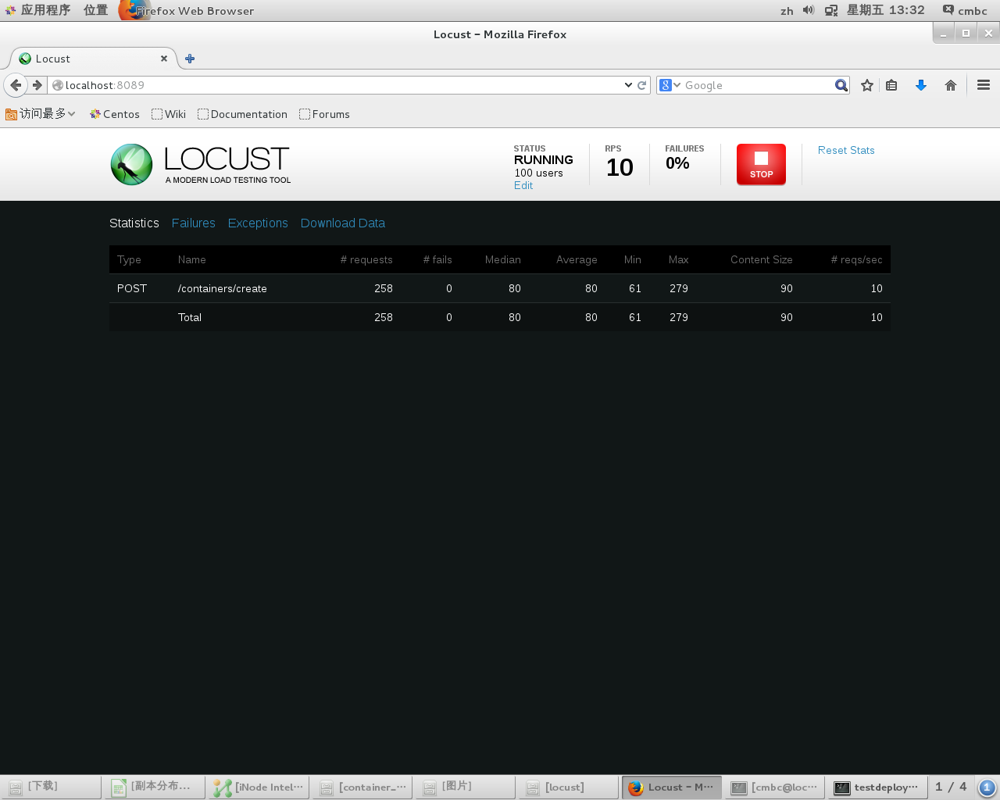 应用程序 位置 Firefox Web Browser zh 星期五 13:32 cmbc
Locust - Mozilla Firefox
Locust
localhost:8089 Google
访问最多 Centos Wiki Documentation Forums
LOCUST
A MODERN LOAD TESTING TOOL
STATUS
RUNNING
100 users
Edit
RPS
10
FAILURES
0%
STOP
Reset Stats
Statistics Failures Exceptions Download Data
Type Name # requests # fails Median Average Min Max Content Size # reqs/sec
POST /containers/create 258 0 80 80 61 279 90 10
Total 258 0 80 80 61 279 90 10
[下载] [副本分布... [iNode Intel... [container_... [图片] [locust] Locust - M... [cmbc@loc... testdeploy... 1 / 4 1